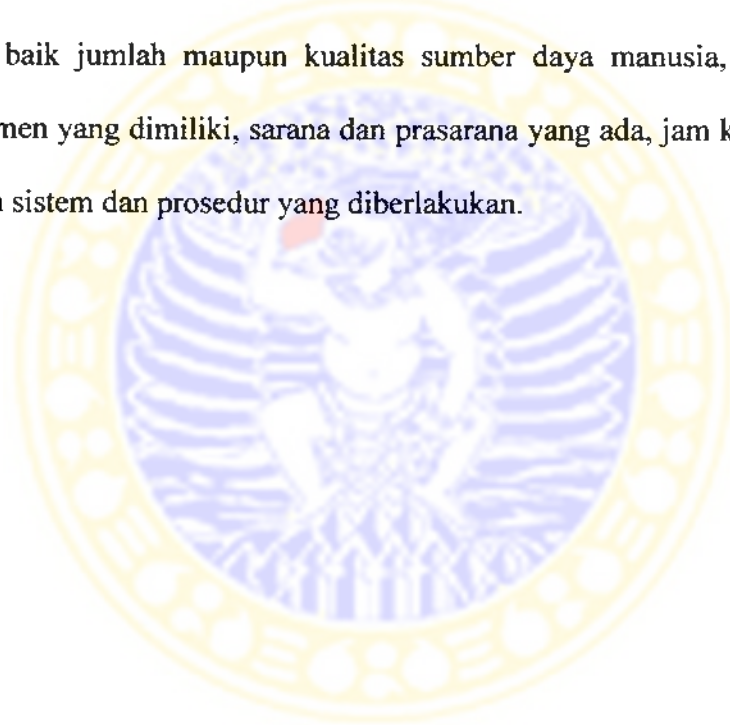 baik jumlah maupun kualitas sumber daya manusia,
men yang dimiliki, sarana dan prasarana yang ada, jam k
sistem dan prosedur yang diberlakukan.